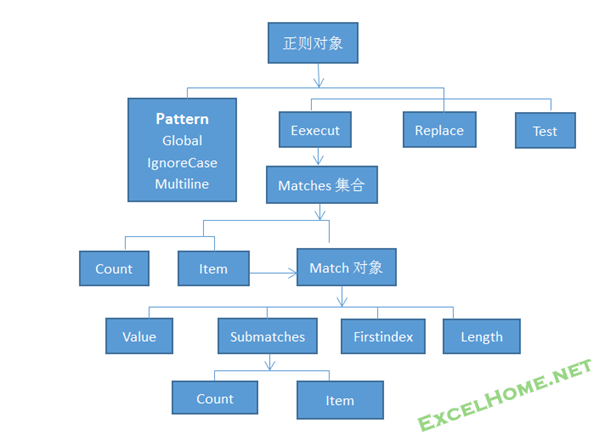 正则对象
Pattern
Global
IgnoreCase
Multiline
Eexecut
Replace
Test
Matches 集合
Count
Item
Match 对象
Value
Submatches
Firstindex
Length
Count
Item
ExcelHome.net